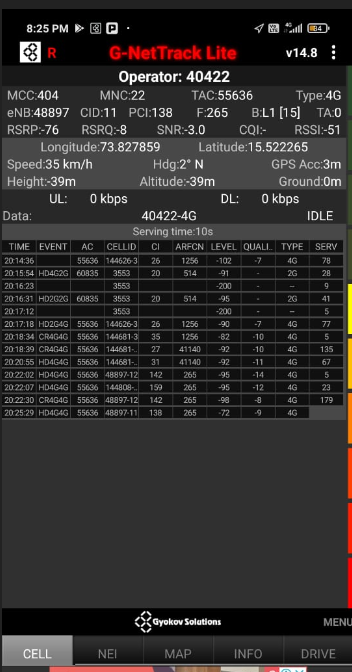 8:25 PM P · 4G 84
R G-NetTrack Lite v14.8
Operator: 40422
MCC:404 MNC:22 TAC:55636 Type:4G
eNB:48897 CID:11 PCI:138 F:265 B:L1 [15] TA:0
RSRP:-76 RSRQ:-8 SNR:-3.0 CQI:- RSSI:-51
Longitude:73.827859 Latitude:15.522265
Speed:35 km/h Hdg:2° N GPS Acc:3m
Height:-39m Altitude:-39m Ground:0m
UL: 0 kbps DL: 0 kbps
Data: 40422-4G IDLE
Serving time:10s
TIME EVENT AC CELLID CI ARFCN LEVEL QUALI.. TYPE SERV
20:14:36 55636 144626-3 26 1256 -102 -7 4G 78
20:15:54 HD4G2G 60835 3553 20 514 -91 - 2G 28
20:16:23 3553 -200 - -- 9
20:16:31 HD2G2G 60835 3553 20 514 -95 - 2G 41
20:17:12 3553 -200 - -- 5
20:17:18 HD2G4G 55636 144626-3 26 1256 -90 -7 4G 77
20:18:34 CR4G4G 55636 144681-3 35 1256 -82 -10 4G 5
20:18:39 CR4G4G 55636 144681-.. 27 41140 -92 -10 4G 135
20:20:55 HD4G4G 55636 144681-.. 31 41140 -92 -11 4G 67
20:22:02 HD4G4G 55636 48897-12 142 265 -95 -14 4G 5
20:22:07 HD4G4G 55636 144808-.. 159 265 -95 -12 4G 23
20:22:30 CR4G4G 55636 48897-12 142 265 -98 -8 4G 179
20:25:29 HD4G4G 55636 48897-11 138 265 -72 -9 4G
Gyokov Solutions MENU
CELL NEI MAP INFO DRIVE